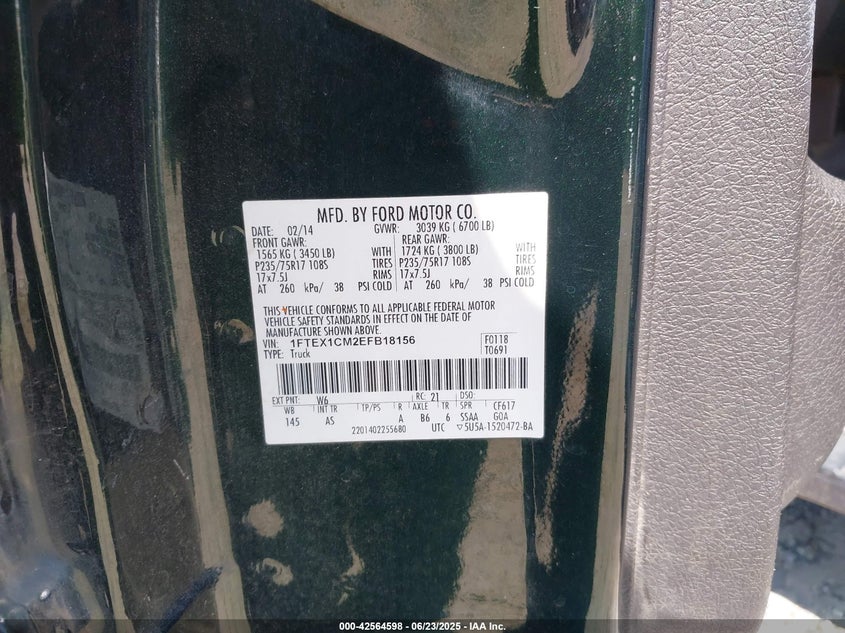 MFD. BY FORD MOTOR CO.
DATE: 02/14 GVWR: 3039 KG ( 6700 LB)
FRONT GAWR: REAR GAWR:
1565 KG ( 3450 LB) WITH 1724 KG ( 3800 LB) WITH
P235/75R17 108S TIRES P235/75R17 108S TIRES
17x7.5J RIMS 17x7.5J RIMS
AT 260 kPa/ 38 PSI COLD AT 260 kPa/ 38 PSI COLD
THIS VEHICLE CONFORMS TO ALL APPLICABLE FEDERAL MOTOR
VEHICLE SAFETY STANDARDS IN EFFECT ON THE DATE OF
MANUFACTURE SHOWN ABOVE.
VIN: 1FTEX1CM2EFB18156 F0118
TYPE: Truck T0691
EXT PNT: W6 RC: 21 DSO:
WB INT TR TP/PS R AXLE TR SPR CF617
145 AS A B6 6 SSAA GOA
2201402255680 UTC ▽5U5A-1520472-BA
000-42564598 - 06/23/2025 - IAA Inc.